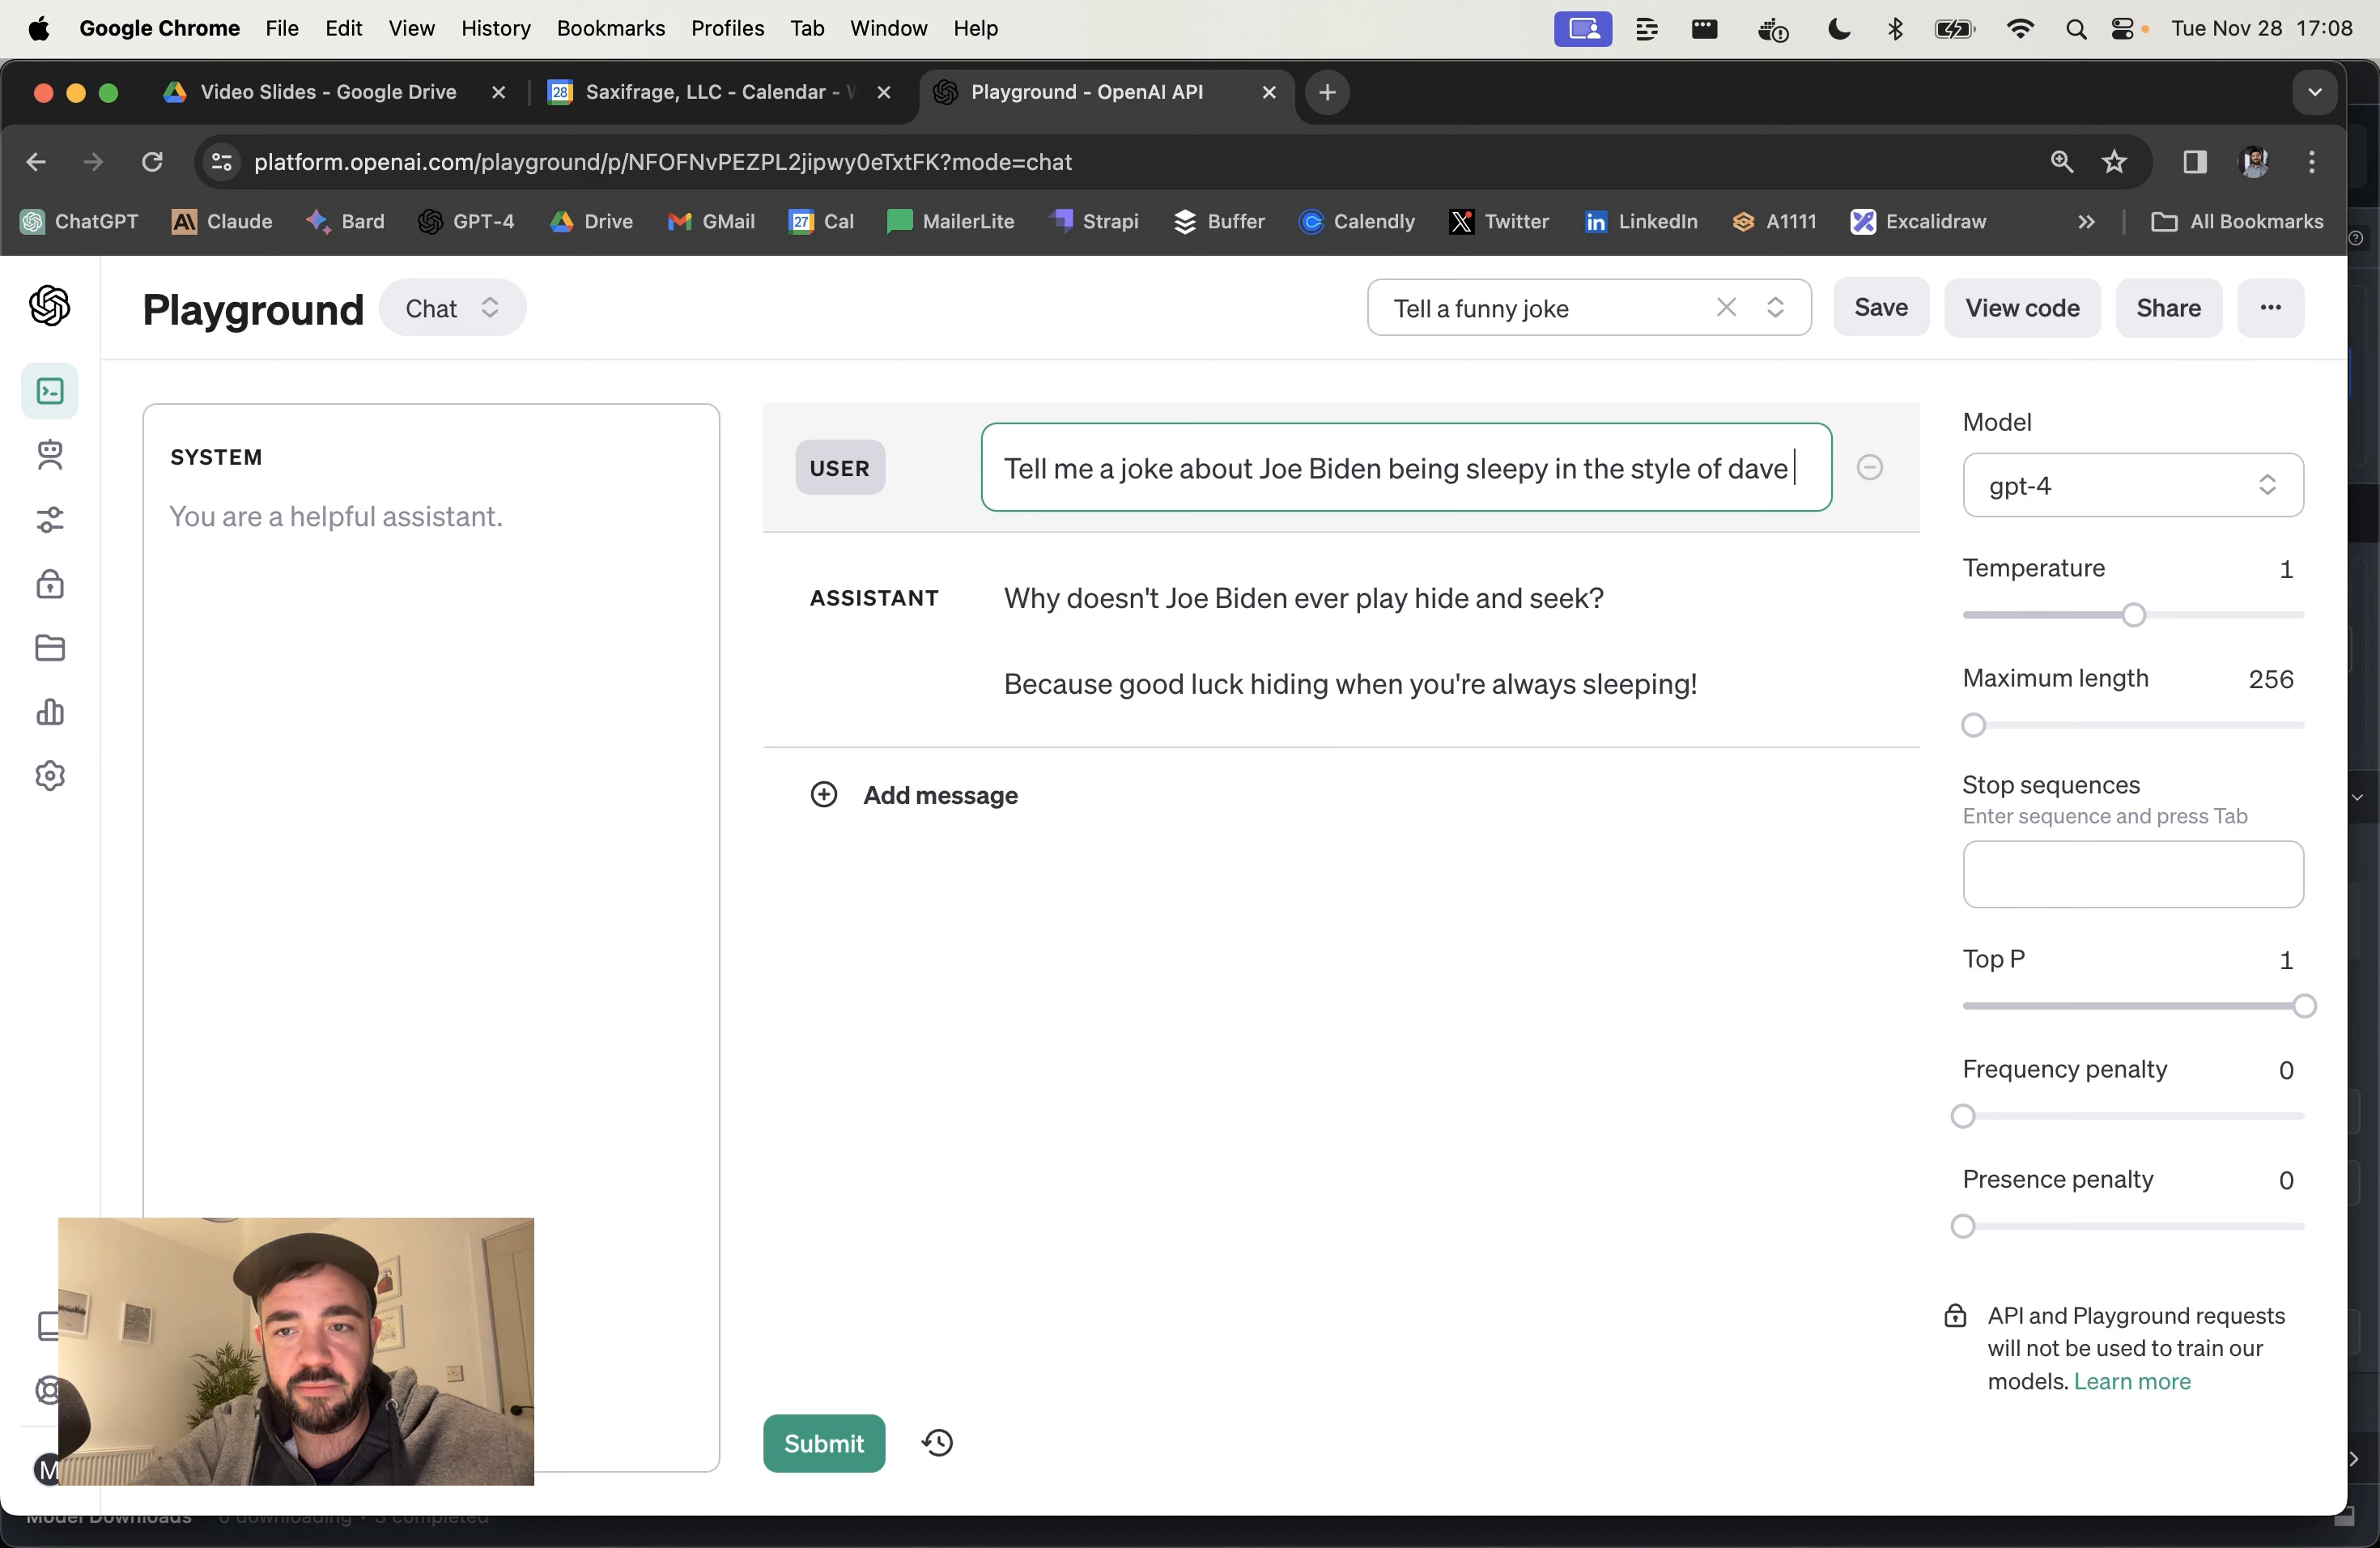 Google Chrome File Edit View History Bookmarks Profiles Tab Window Help Tue Nov 28 17:08
Video Slides - Google Drive
28 Saxifrage, LLC - Calendar -
Playground - OpenAI API
platform.openai.com/playground/p/NFOFNvPEZPL2jipwy0eTxtFK?mode=chat
ChatGPT Claude Bard GPT-4 Drive GMail 27 Cal MailerLite Strapi Buffer Calendly Twitter LinkedIn A1111 Excalidraw All Bookmarks
Playground Chat Tell a funny joke Save View code Share
SYSTEM
You are a helpful assistant.
USER Tell me a joke about Joe Biden being sleepy in the style of dave
ASSISTANT Why doesn't Joe Biden ever play hide and seek?
Because good luck hiding when you're always sleeping!
Add message
Submit
Model
gpt-4
Temperature 1
Maximum length 256
Stop sequences
Enter sequence and press Tab
Top P 1
Frequency penalty 0
Presence penalty 0
API and Playground requests
will not be used to train our
models. Learn more
M
Model Downloads 0 downloading • 3 completed